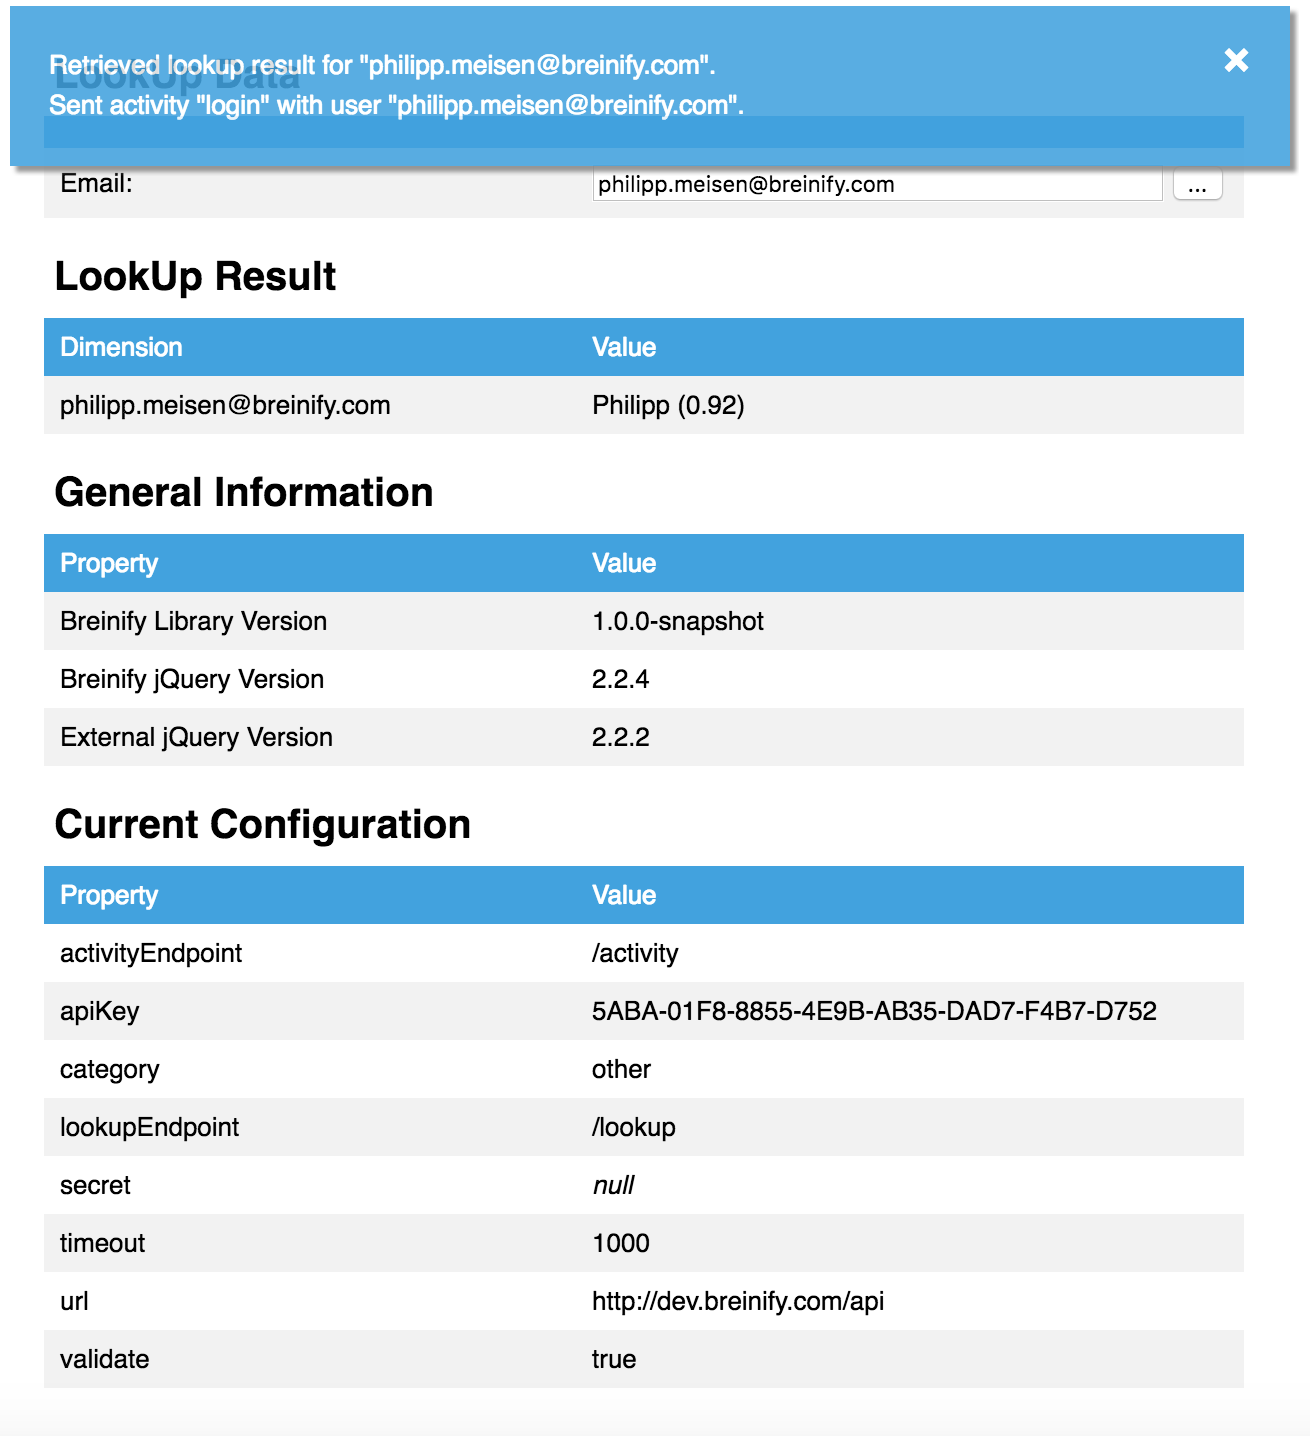 Retrieved lookup result for "philipp.meisen@breinify.com".
LookUp Data
Sent activity "login" with user "philipp.meisen@breinify.com".
Email: philipp.meisen@breinify.com ...
LookUp Result
Dimension Value
philipp.meisen@breinify.com Philipp (0.92)
General Information
Property Value
Breinify Library Version 1.0.0-snapshot
Breinify jQuery Version 2.2.4
External jQuery Version 2.2.2
Current Configuration
Property Value
activityEndpoint /activity
apiKey 5ABA-01F8-8855-4E9B-AB35-DAD7-F4B7-D752
category other
lookupEndpoint /lookup
secret null
timeout 1000
url http://dev.breinify.com/api
validate true